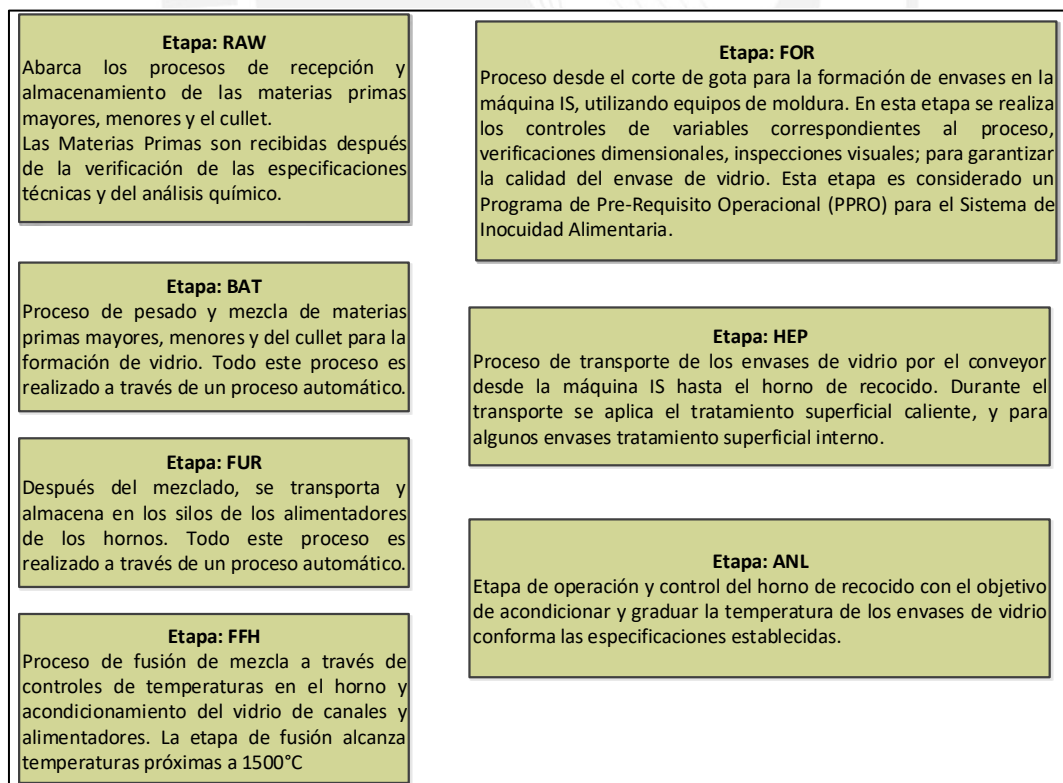 Etapa: RAW
Abarca los procesos de recepción y
almacenamiento de las materias primas
mayores, menores y el cullet.
Las Materias Primas son recibidas después
de la verificación de las especificaciones
técnicas y del análisis químico.
Etapa: BAT
Proceso de pesado y mezcla de materias
primas mayores, menores y del cullet para la
formación de vidrio. Todo este proceso es
realizado a través de un proceso automático.
Etapa: FUR
Después del mezclado, se transporta y
almacena en los silos de los alimentadores
de los hornos. Todo este proceso es
realizado a través de un proceso automático.
Etapa: FFH
Proceso de fusión de mezcla a través de
controles de temperaturas en el horno y
acondicionamiento del vidrio de canales y
alimentadores. La etapa de fusión alcanza
temperaturas próximas a 1500°C
Etapa: FOR
Proceso desde el corte de gota para la formación de envases en la
máquina IS, utilizando equipos de moldura. En esta etapa se realiza
los controles de variables correspondientes al proceso,
verificaciones dimensionales, inspecciones visuales; para garantizar
la calidad del envase de vidrio. Esta etapa es considerado un
Programa de Pre-Requisito Operacional (PPRO) para el Sistema de
Inocuidad Alimentaria.
Etapa: HEP
Proceso de transporte de los envases de vidrio por el conveyor
desde la máquina IS hasta el horno de recocido. Durante el
transporte se aplica el tratamiento superficial caliente, y para
algunos envases tratamiento superficial interno.
Etapa: ANL
Etapa de operación y control del horno de recocido con el objetivo
de acondicionar y graduar la temperatura de los envases de vidrio
conforma las especificaciones establecidas.